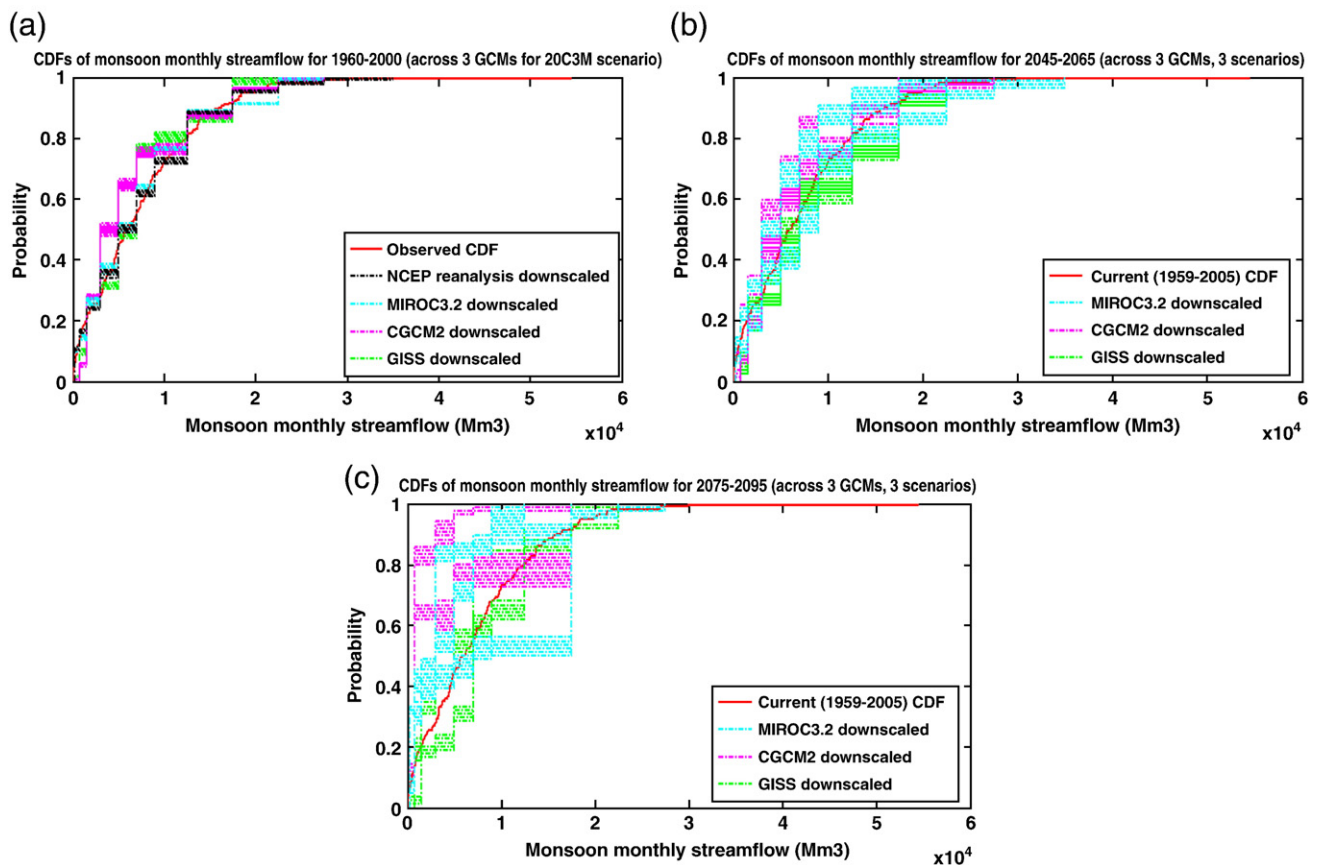 (a)
CDFs of monsoon monthly streamflow for 1960-2000 (across 3 GCMs for 20C3M scenario)
1
0.8
0.6
0.4
0.2
0
Probability
Observed CDF
NCEP reanalysis downscaled
MIROC3.2 downscaled
CGCM2 downscaled
GISS downscaled
0 1 2 3 4 5 6
Monsoon monthly streamflow (Mm3)
x10^4
(b)
CDFs of monsoon monthly streamflow for 2045-2065 (across 3 GCMs, 3 scenarios)
1
0.8
0.6
0.4
0.2
0
Probability
Current (1959-2005) CDF
MIROC3.2 downscaled
CGCM2 downscaled
GISS downscaled
0 1 2 3 4 5 6
Monsoon monthly streamflow (Mm3)
x10^4
(c)
CDFs of monsoon monthly streamflow for 2075-2095 (across 3 GCMs, 3 scenarios)
1
0.8
0.6
0.4
0.2
0
Probability
Current (1959-2005) CDF
MIROC3.2 downscaled
CGCM2 downscaled
GISS downscaled
0 1 2 3 4 5 6
Monsoon monthly streamflow (Mm3)
x10^4